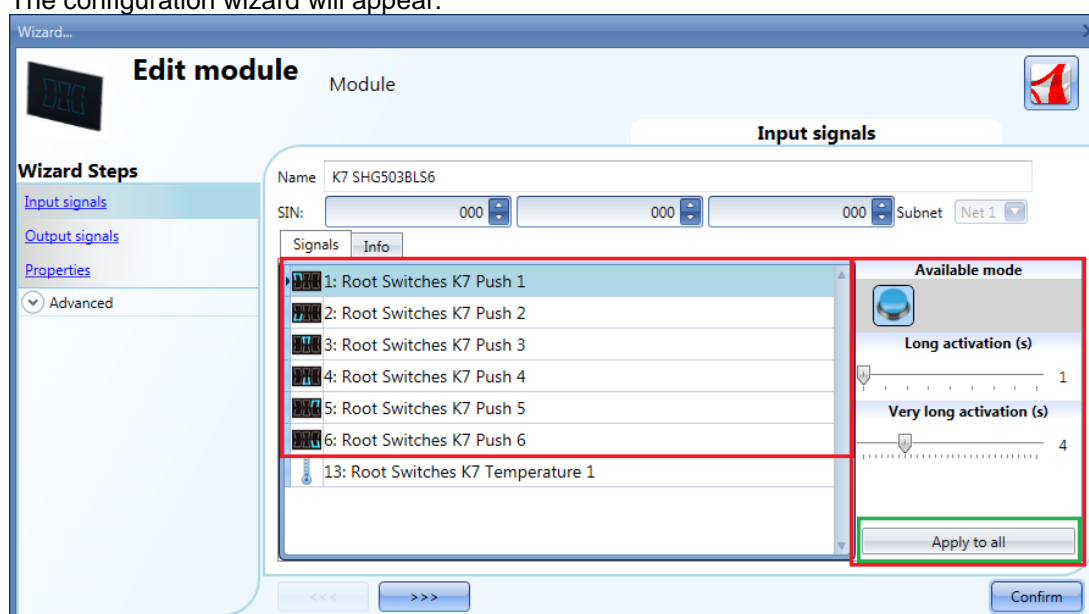 The configuration wizard will appear.
Wizard...
Edit module
Module
Input signals
Wizard Steps
Input signals
Output signals
Properties
Advanced
Name K7 SHG503BLS6
SIN: 000 000 000 Subnet Net 1
Signals Info
1: Root Switches K7 Push 1
2: Root Switches K7 Push 2
3: Root Switches K7 Push 3
4: Root Switches K7 Push 4
5: Root Switches K7 Push 5
6: Root Switches K7 Push 6
13: Root Switches K7 Temperature 1
Available mode
Long activation (s)
1
Very long activation (s)
4
Apply to all
<<< >>> Confirm